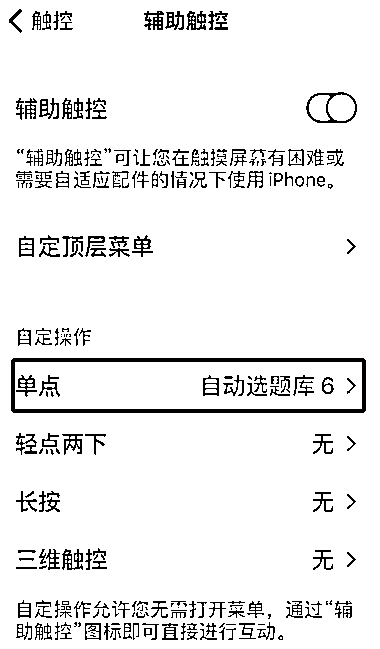 触控 辅助触控
辅助触控
“辅助触控”可让您在触摸屏幕有困难或
需要自适应配件的情况下使用 iPhone。
自定顶层菜单
自定操作
单点 自动选题库 6
轻点两下 无
长按 无
三维触控 无
自定操作允许您无需打开菜单，通过“辅
助触控”图标即可直接进行互动。